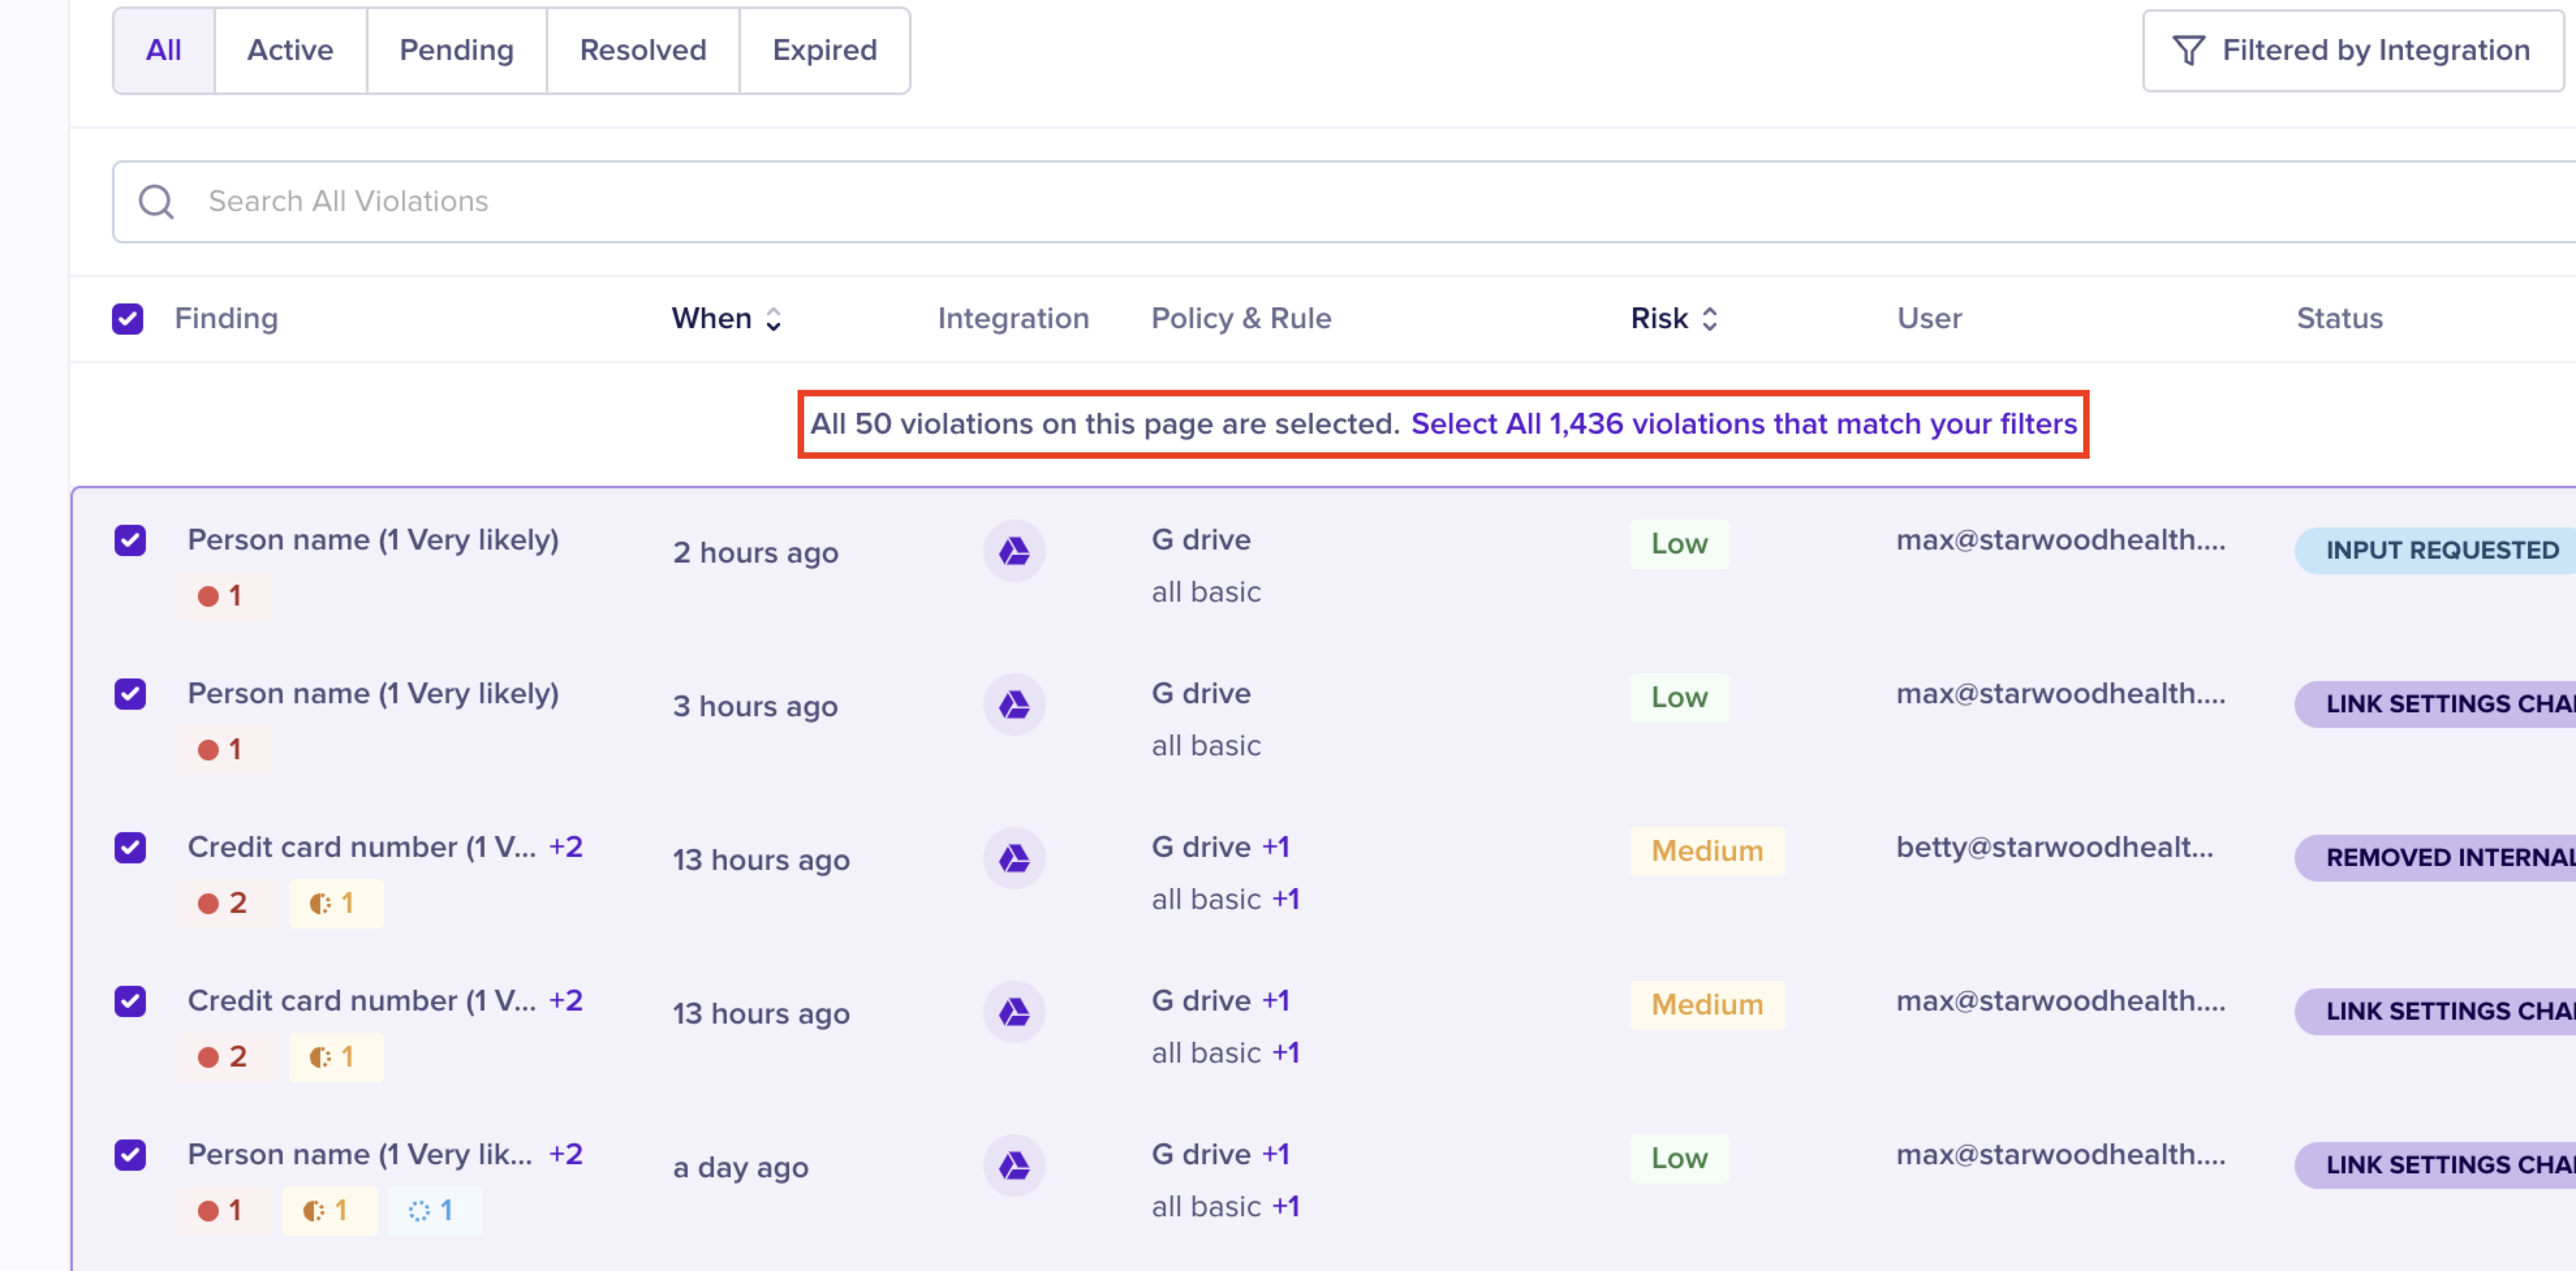 All Active Pending Resolved Expired Filtered by Integration
Search All Violations
Finding When Integration Policy & Rule Risk User Status
All 50 violations on this page are selected. Select All 1,436 violations that match your filters
Person name (1 Very likely) 2 hours ago G drive Low max@starwoodhealth.... INPUT REQUESTED
1 all basic
Person name (1 Very likely) 3 hours ago G drive Low max@starwoodhealth.... LINK SETTINGS CHA
1 all basic
Credit card number (1 V... +2 13 hours ago G drive +1 Medium betty@starwoodhealt... REMOVED INTERNAL
2 1 all basic +1
Credit card number (1 V... +2 13 hours ago G drive +1 Medium max@starwoodhealth.... LINK SETTINGS CHA
2 1 all basic +1
Person name (1 Very lik... +2 a day ago G drive +1 Low max@starwoodhealth.... LINK SETTINGS CHA
1 1 1 all basic +1